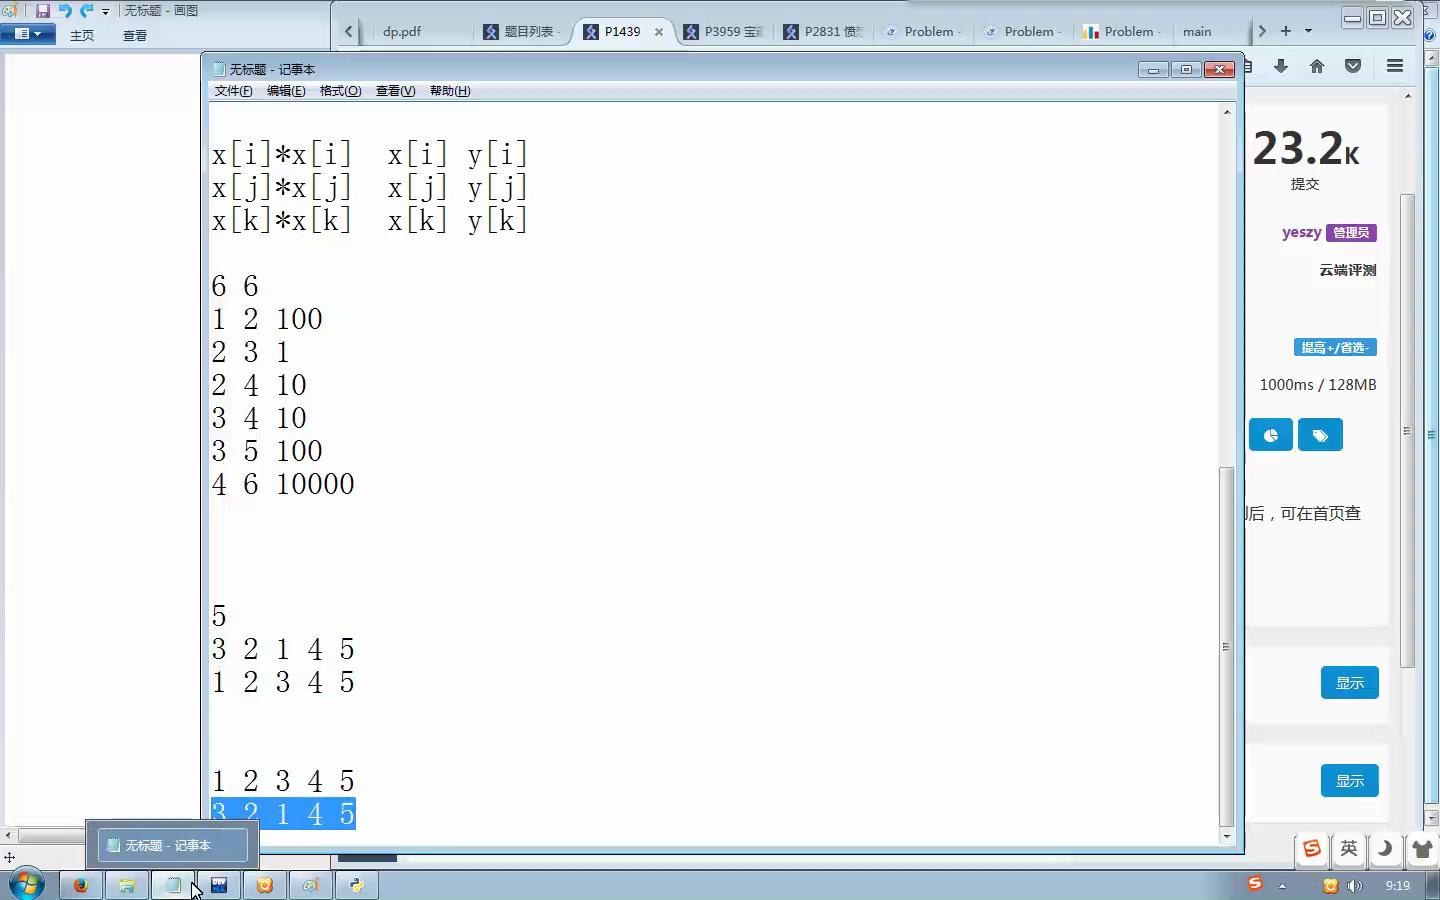 无标题 - 画图
主页 查看
dp.pdf 题目列表 P1439 P3959 宝 P2831 愤 Problem Problem Problem main
无标题 - 记事本
文件(F) 编辑(E) 格式(O) 查看(V) 帮助(H)
x[i]*x[i] x[i] y[i]
x[j]*x[j] x[j] y[j]
x[k]*x[k] x[k] y[k]
6 6
1 2 100
2 3 1
2 4 10
3 4 10
3 5 100
4 6 10000
5
3 2 1 4 5
1 2 3 4 5
1 2 3 4 5
3 2 1 4 5
23.2K
提交
yeszy 管理员
云端评测
提高+/省选-
1000ms / 128MB
后，可在首页查
显示
显示
无标题 - 记事本
英
9:19